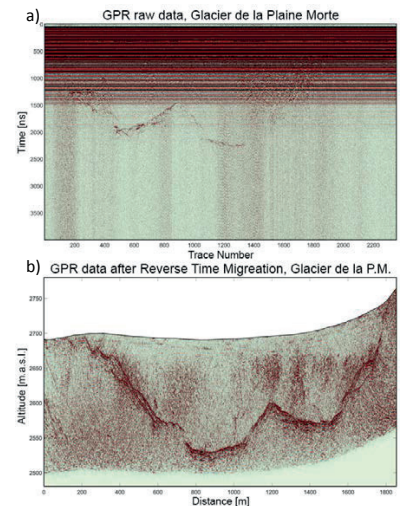 a) GPR raw data, Glacier de la Plaine Morte
0
500
1000
1500
2000
2500
3000
3500
Time [ns]
200 400 600 800 1000 1200 1400 1600 1800 2000 2200
Trace Number
b) GPR data after Reverse Time Migreation, Glacier de la P.M.
2750
2700
2650
2600
2550
2500
Altitude [m.a.s.l.]
0 200 400 600 800 1000 1200 1400 1600 1800
Distance [m]